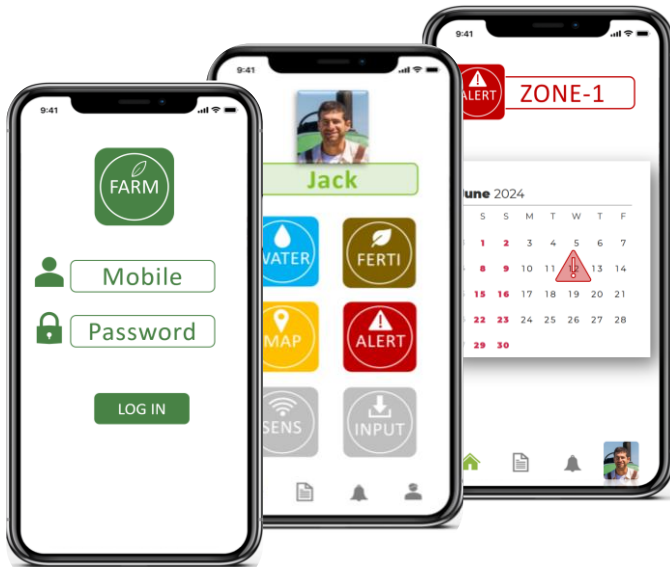 9:41
FARM
Mobile
Password
LOG IN
9:41
Jack
WATER
FERTI
MAP
ALERT
SENS
INPUT
9:41
ALERT
ZONE-1
June 2024
S S M T W T F
1 2 3 4 5 6 7
8 9 10 11 12 13 14
15 16 17 18 19 20 21
22 23 24 25 26 27 28
29 30